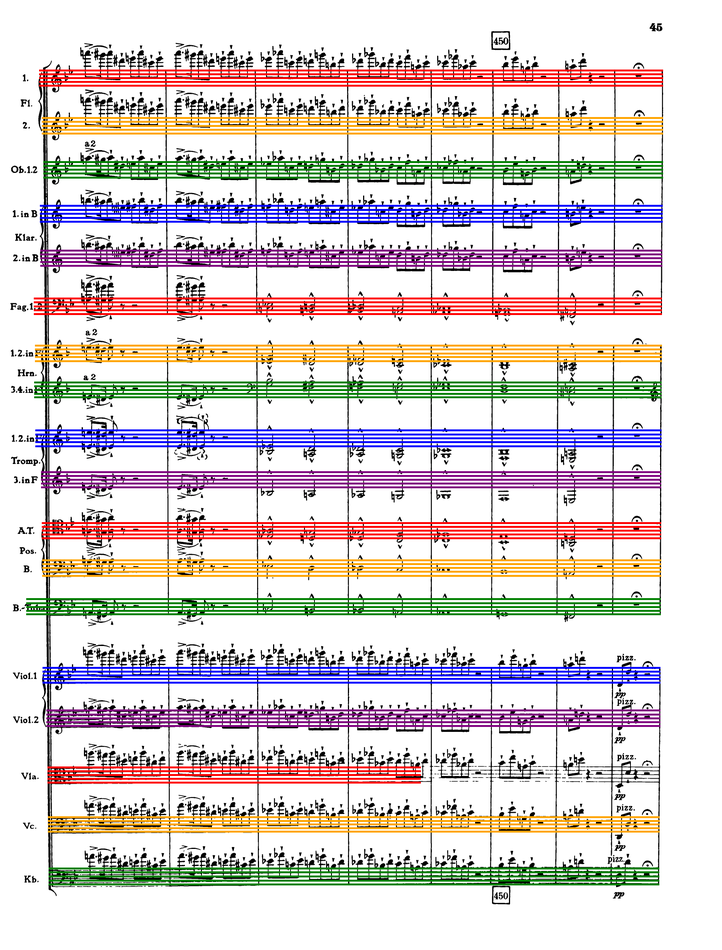 45
450
1.
Fl.
2.
a 2
Ob.1.2
1. in B
Klar.
2. in B
Fag.1.2
a 2
1.2. in
Hrn.
a 2
3.4. in
1.2. in
Tromp.
3. in F
A.T.
Pos.
B.
B.-Tuba
pizz.
Viol.1
pp
pizz.
Viol.2
pp
pizz.
Vla.
pp
pizz.
Vc.
pp
pizz.
Kb.
450
pp